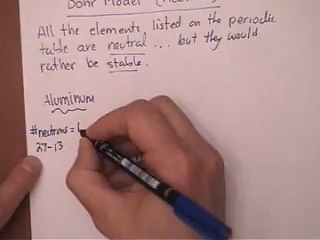 Bohr Model
All the elements listed on the periodic
table are neutral ... but they would
rather be stable.
Aluminum
#neutrons = 1
27-13